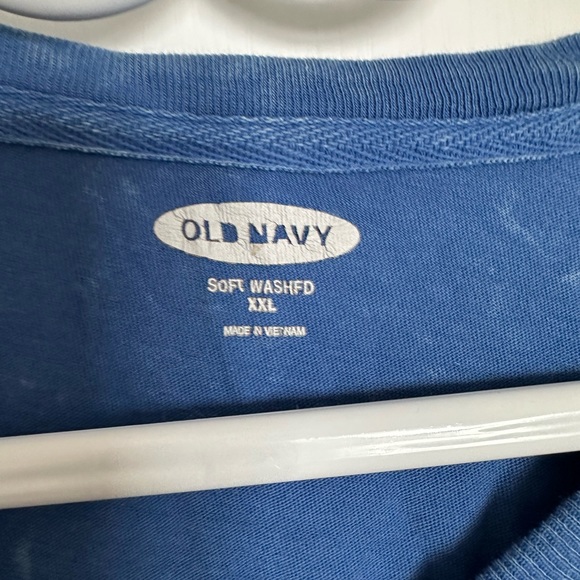 OLD NAVY
SOFT WASHED
XXL
MADE IN VIETNAM